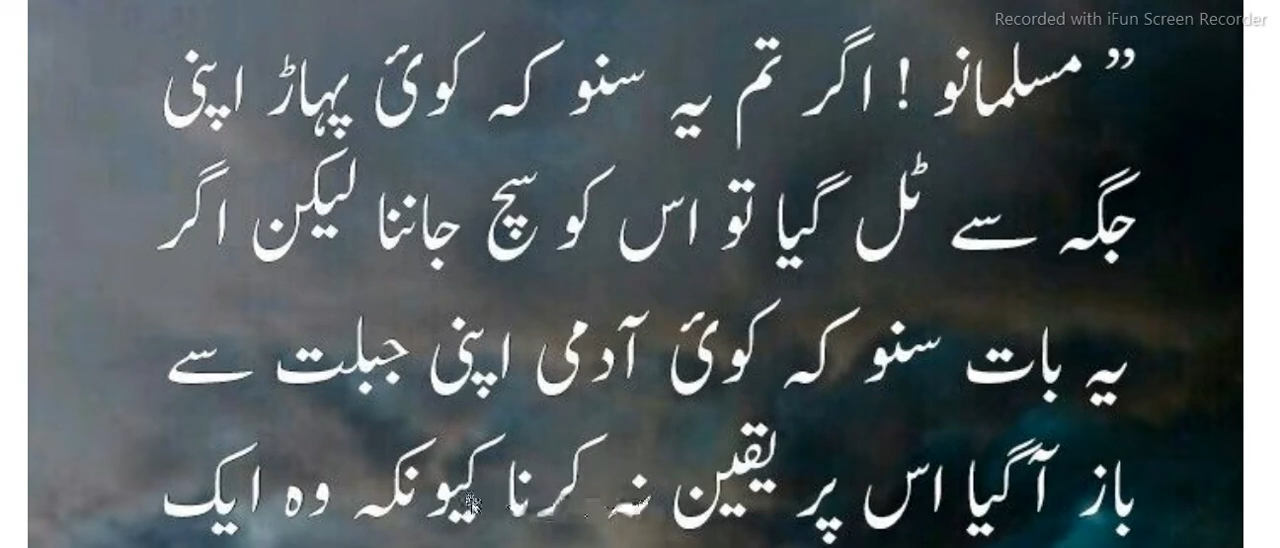 Recorded with iFun Screen Recorder
” مسلمانو ! اگر تم یہ سنو کہ کوئ پہاڑ اپنی
جگہ سے ٹل گیا تو اس کو سچ جاننا لیکن اگر
یہ بات سنو کہ کوئ آدمی اپنی جبلت سے
باز آگیا اس پر یقین نہ کرنا کیونکہ وہ ایک